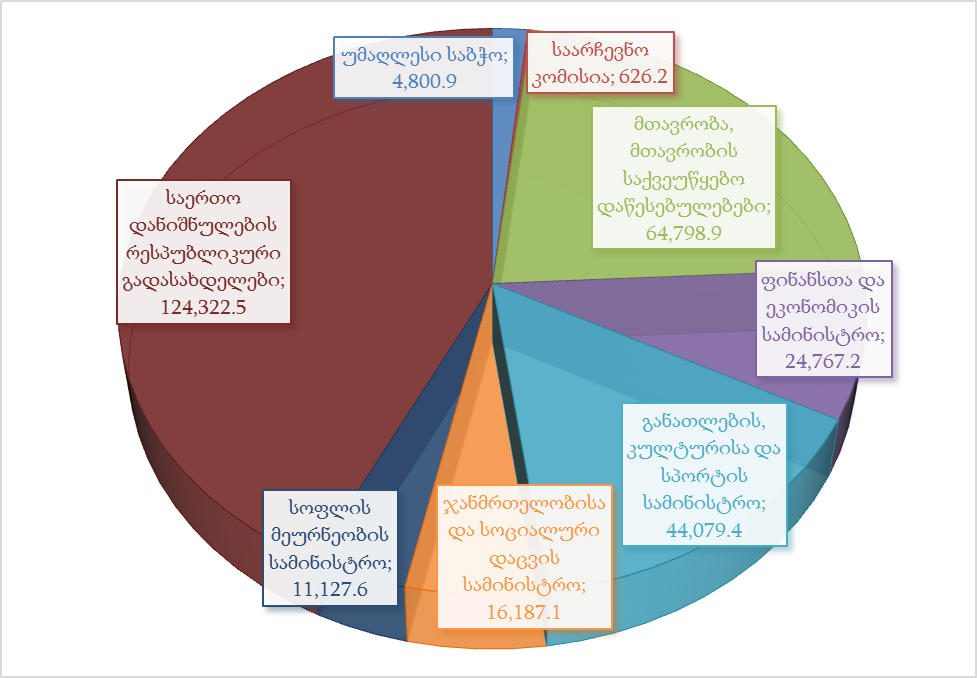 უმაღლესი საბჭო;
4,800.9
საარჩევნო
კომისია; 626.2
მთავრობა,
მთავრობის
საქვეუწყებო
დაწესებულებები;
64,798.9
ფინანსთა და
ეკონომიკის
სამინისტრო;
24,767.2
განათლების,
კულტურისა და
სპორტის
სამინისტრო;
44,079.4
ჯანმრთელობისა
და სოციალური
დაცვის
სამინისტრო;
16,187.1
სოფლის
მეურნეობის
სამინისტრო;
11,127.6
საერთო
დანიშნულების
რესპუბლიკური
გადასახდელები;
124,322.5